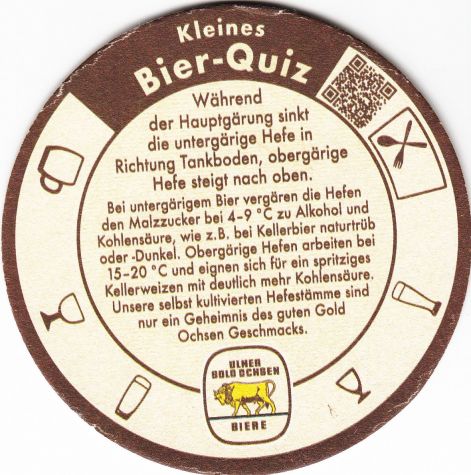 Kleines
Bier-Quiz
Während
der Hauptgärung sinkt
die untergärige Hefe in
Richtung Tankboden, obergärige
Hefe steigt nach oben.
Bei untergärigem Bier vergären die Hefen
den Malzzucker bei 4–9 °C zu Alkohol und
Kohlensäure, wie z.B. bei Kellerbier naturtrüb
oder -Dunkel. Obergärige Hefen arbeiten bei
15–20 °C und eignen sich für ein spritziges
Kellerweizen mit deutlich mehr Kohlensäure.
Unsere selbst kultivierten Hefestämme sind
nur ein Geheimnis des guten Gold
Ochsen Geschmacks.
ULMER
GOLD OCHSEN
BIERE